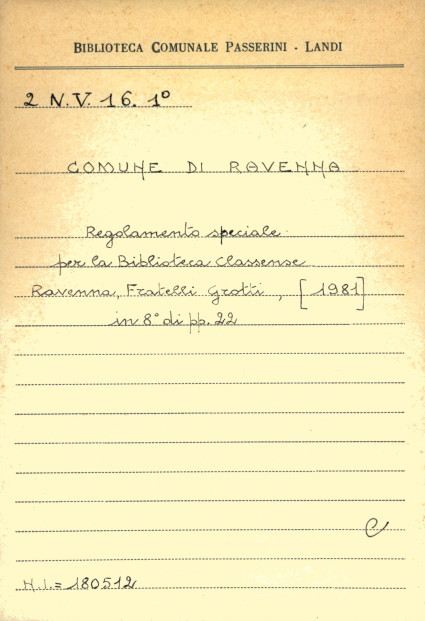 BIBLIOTECA COMUNALE PASSERINI - LANDI
2 N.V. 16. 1°
COMUNE DI RAVENNA
Regolamento speciale
per la Biblioteca Classense
Ravenna, Fratelli Grotti, [1981]
in 8° di pp. 22
C
N.I.= 180512